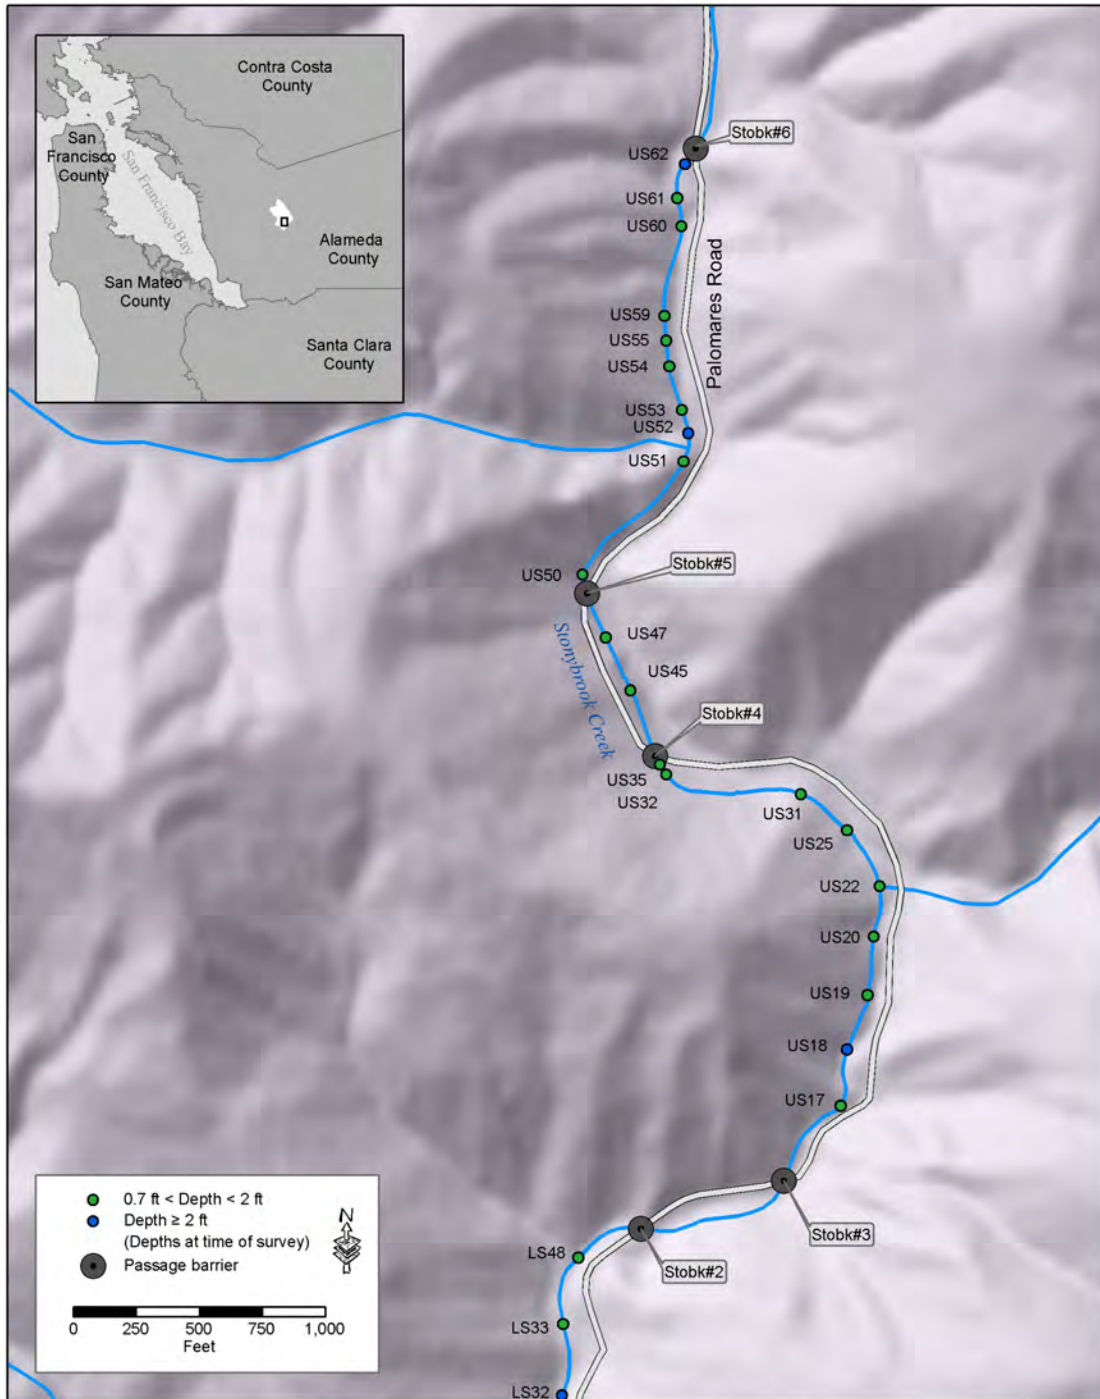 Contra Costa
County
San
Francisco
County
San Francisco Bay
Alameda
County
San Mateo
County
Santa Clara
County
Stobk#6
US62
US61
US60
Palomares Road
US59
US55
US54
US53
US52
US51
Stobk#5
US50
US47
Stonybrook Creek
US45
Stobk#4
US35
US32
US31
US25
US22
US20
US19
US18
US17
Stobk#3
Stobk#2
LS48
LS33
LS32
0.7 ft < Depth < 2 ft
Depth ≥ 2 ft
(Depths at time of survey)
Passage barrier
N
0 250 500 750 1,000
Feet